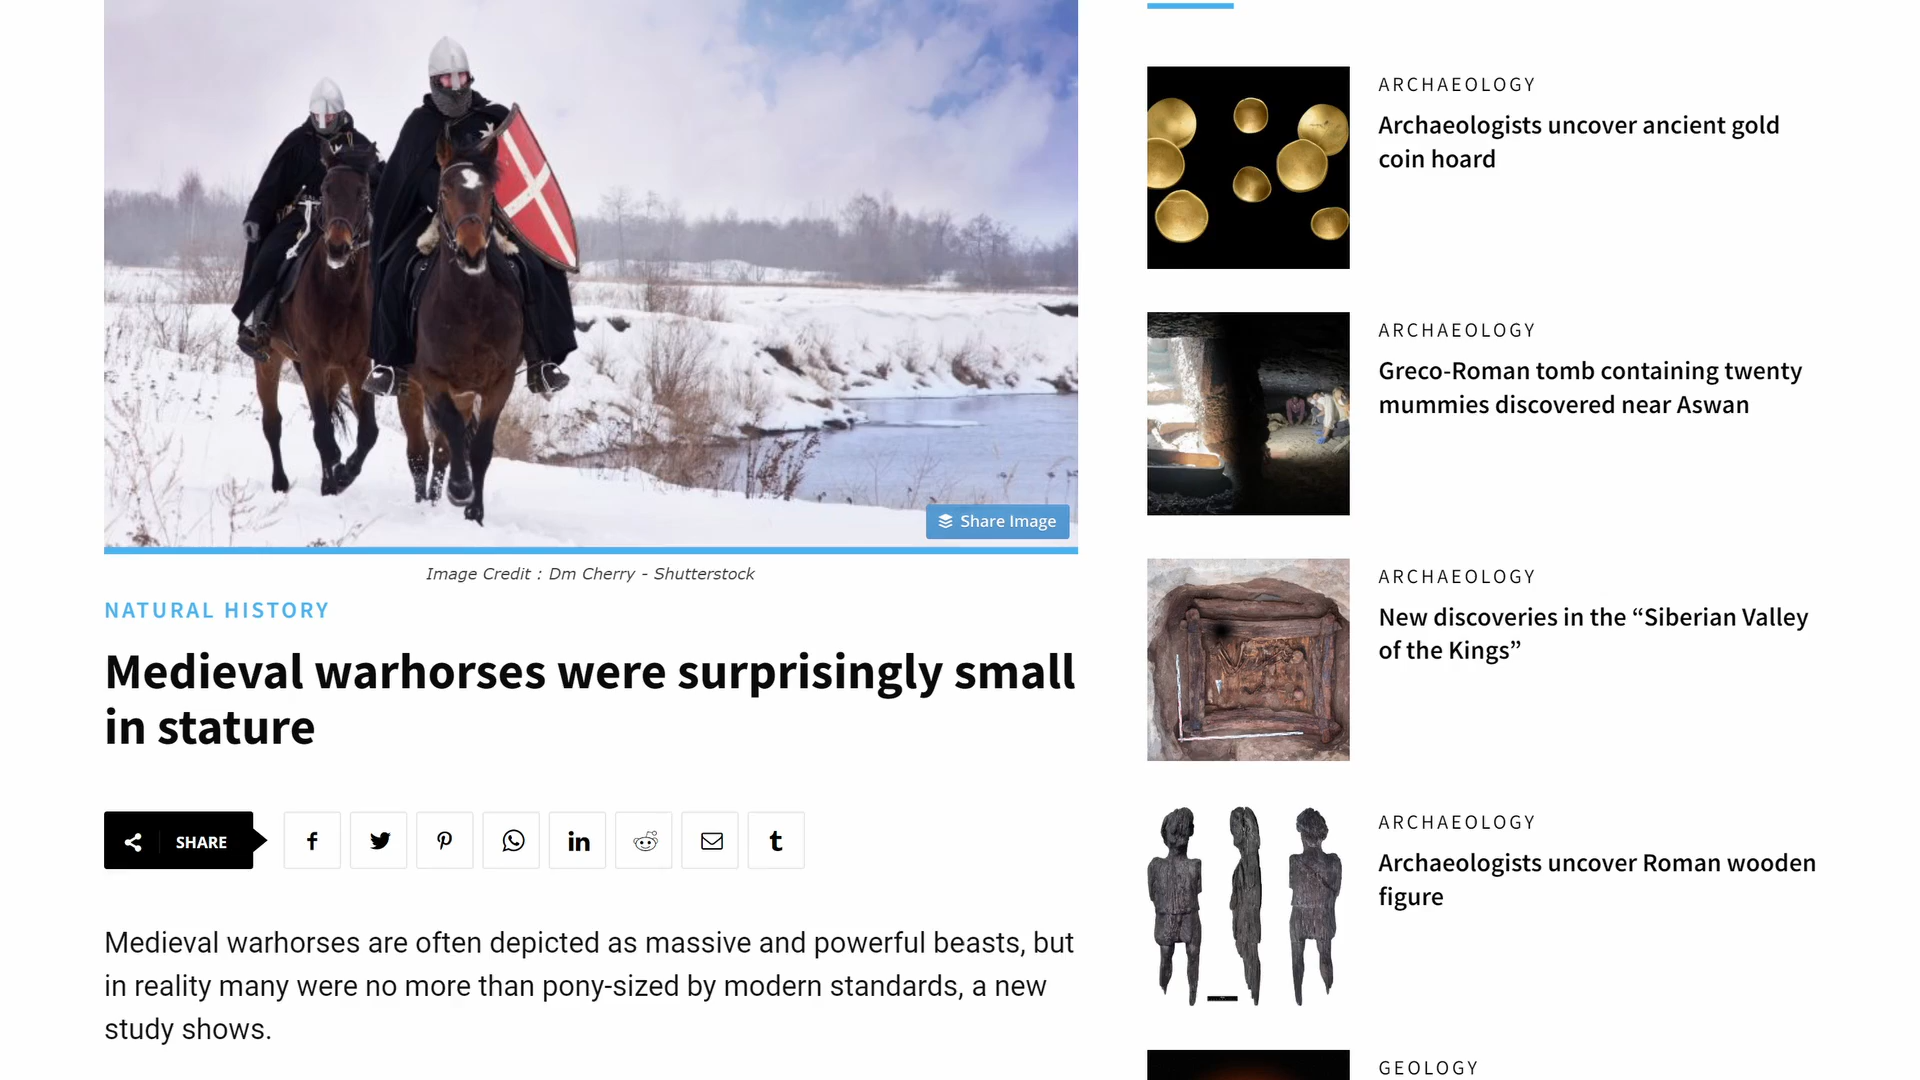 Share Image
Image Credit : Dm Cherry - Shutterstock
NATURAL HISTORY
Medieval warhorses were surprisingly small
in stature
SHARE
Medieval warhorses are often depicted as massive and powerful beasts, but
in reality many were no more than pony-sized by modern standards, a new
study shows.
ARCHAEOLOGY
Archaeologists uncover ancient gold
coin hoard
ARCHAEOLOGY
Greco-Roman tomb containing twenty
mummies discovered near Aswan
ARCHAEOLOGY
New discoveries in the “Siberian Valley
of the Kings”
ARCHAEOLOGY
Archaeologists uncover Roman wooden
figure
GEOLOGY